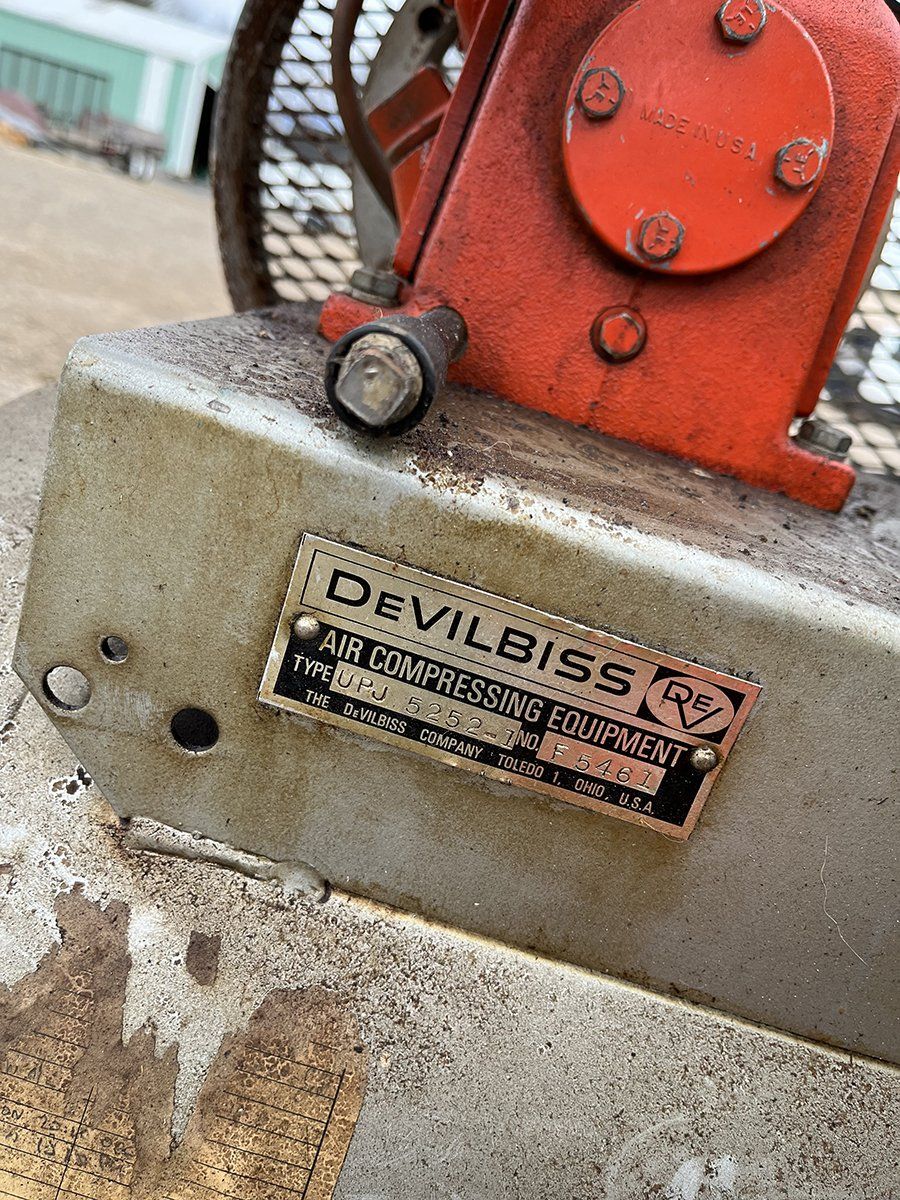 MADE IN USA
DEVILBISS
DEV
AIR COMPRESSING EQUIPMENT
TYPE UPJ 5252-7 NO. F 5461
THE DEVILBISS COMPANY TOLEDO 1, OHIO, U.S.A.